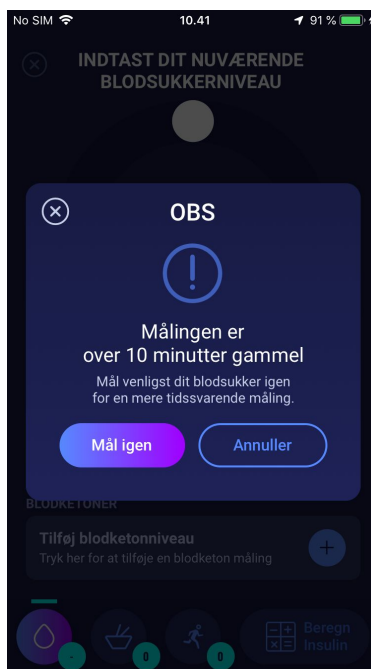 No SIM 10.41 91 %
INDTAST DIT NUVÆRENDE
BLODSUKKERNIVEAU
OBS
Målingen er
over 10 minutter gammel
Mål venligst dit blodsukker igen
for en mere tidssvarende måling.
Mål igen Annuller
BLODKETONER
Tilføj blodketonniveau
Tryk her for at tilføje en blodketon måling
- 0 0
Beregn
Insulin